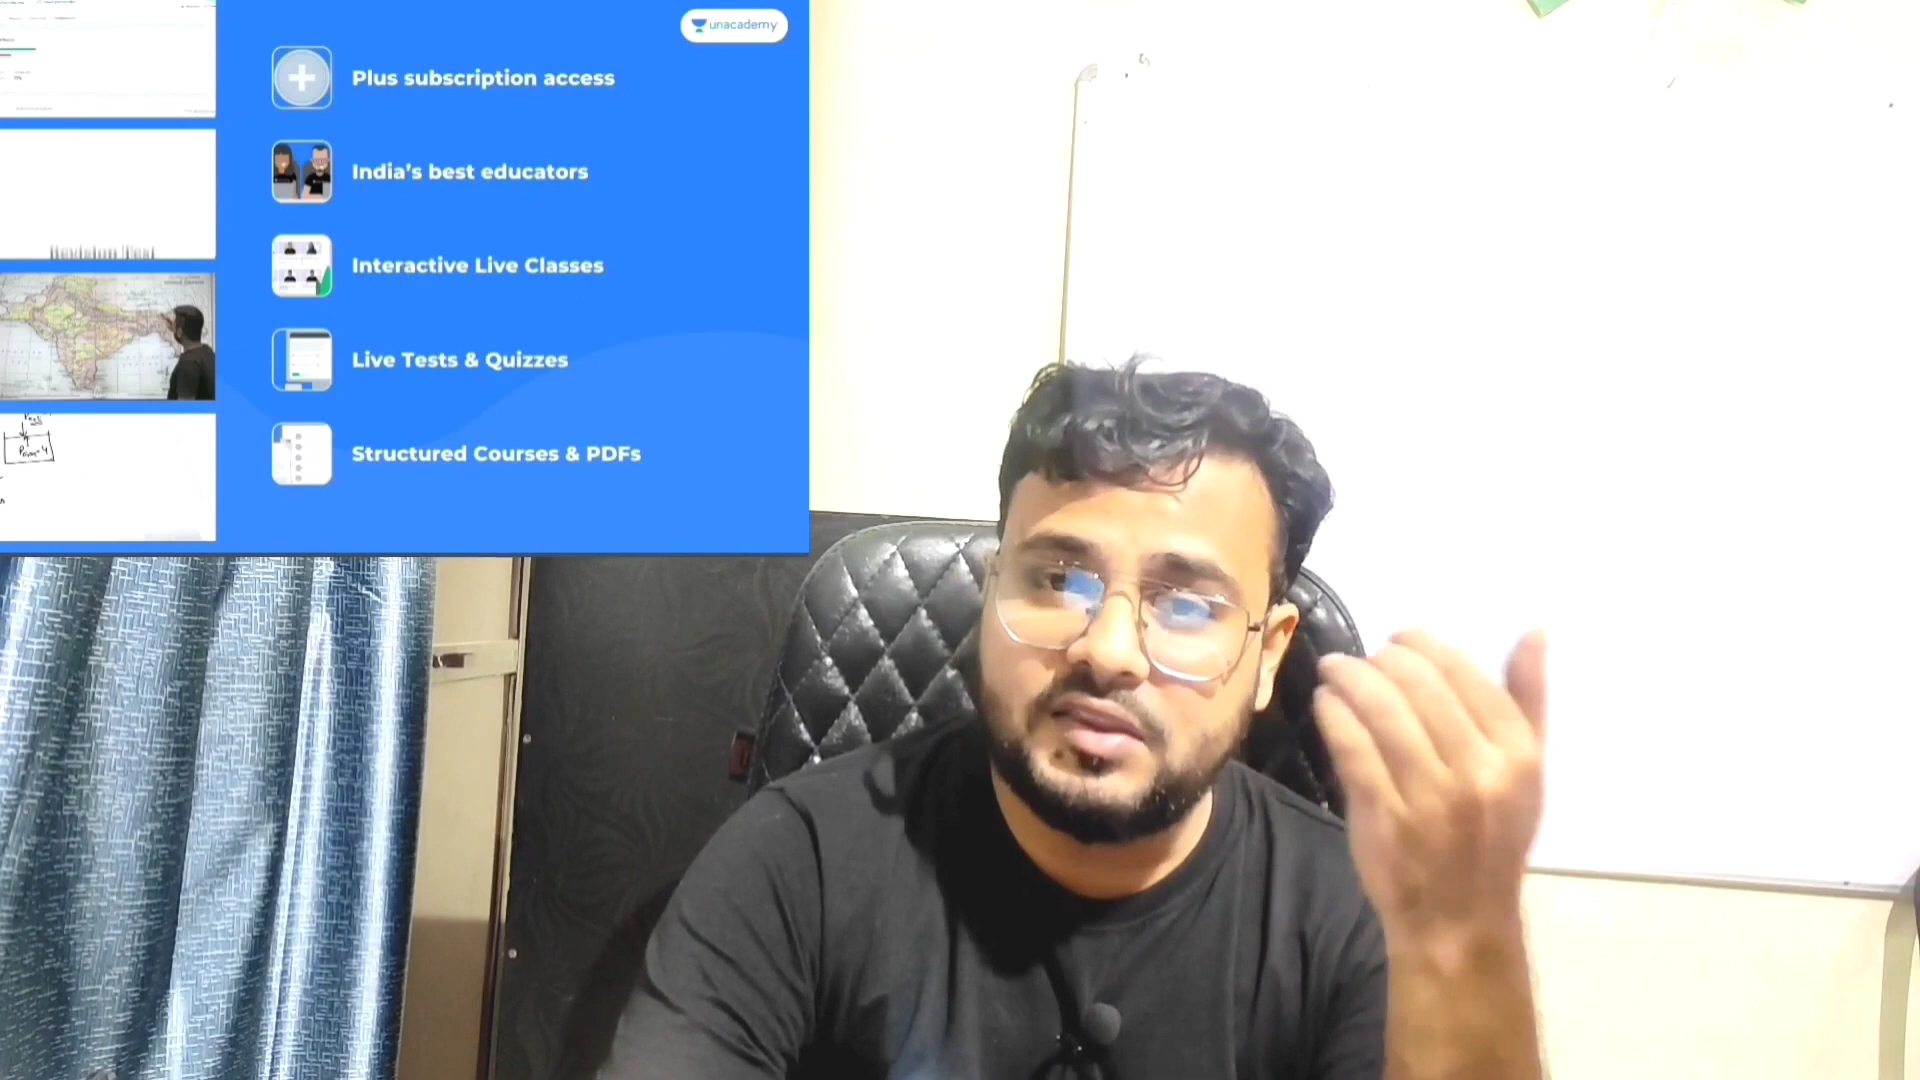 unacademy
Plus subscription access
India's best educators
Interactive Live Classes
Live Tests & Quizzes
Structured Courses & PDFs